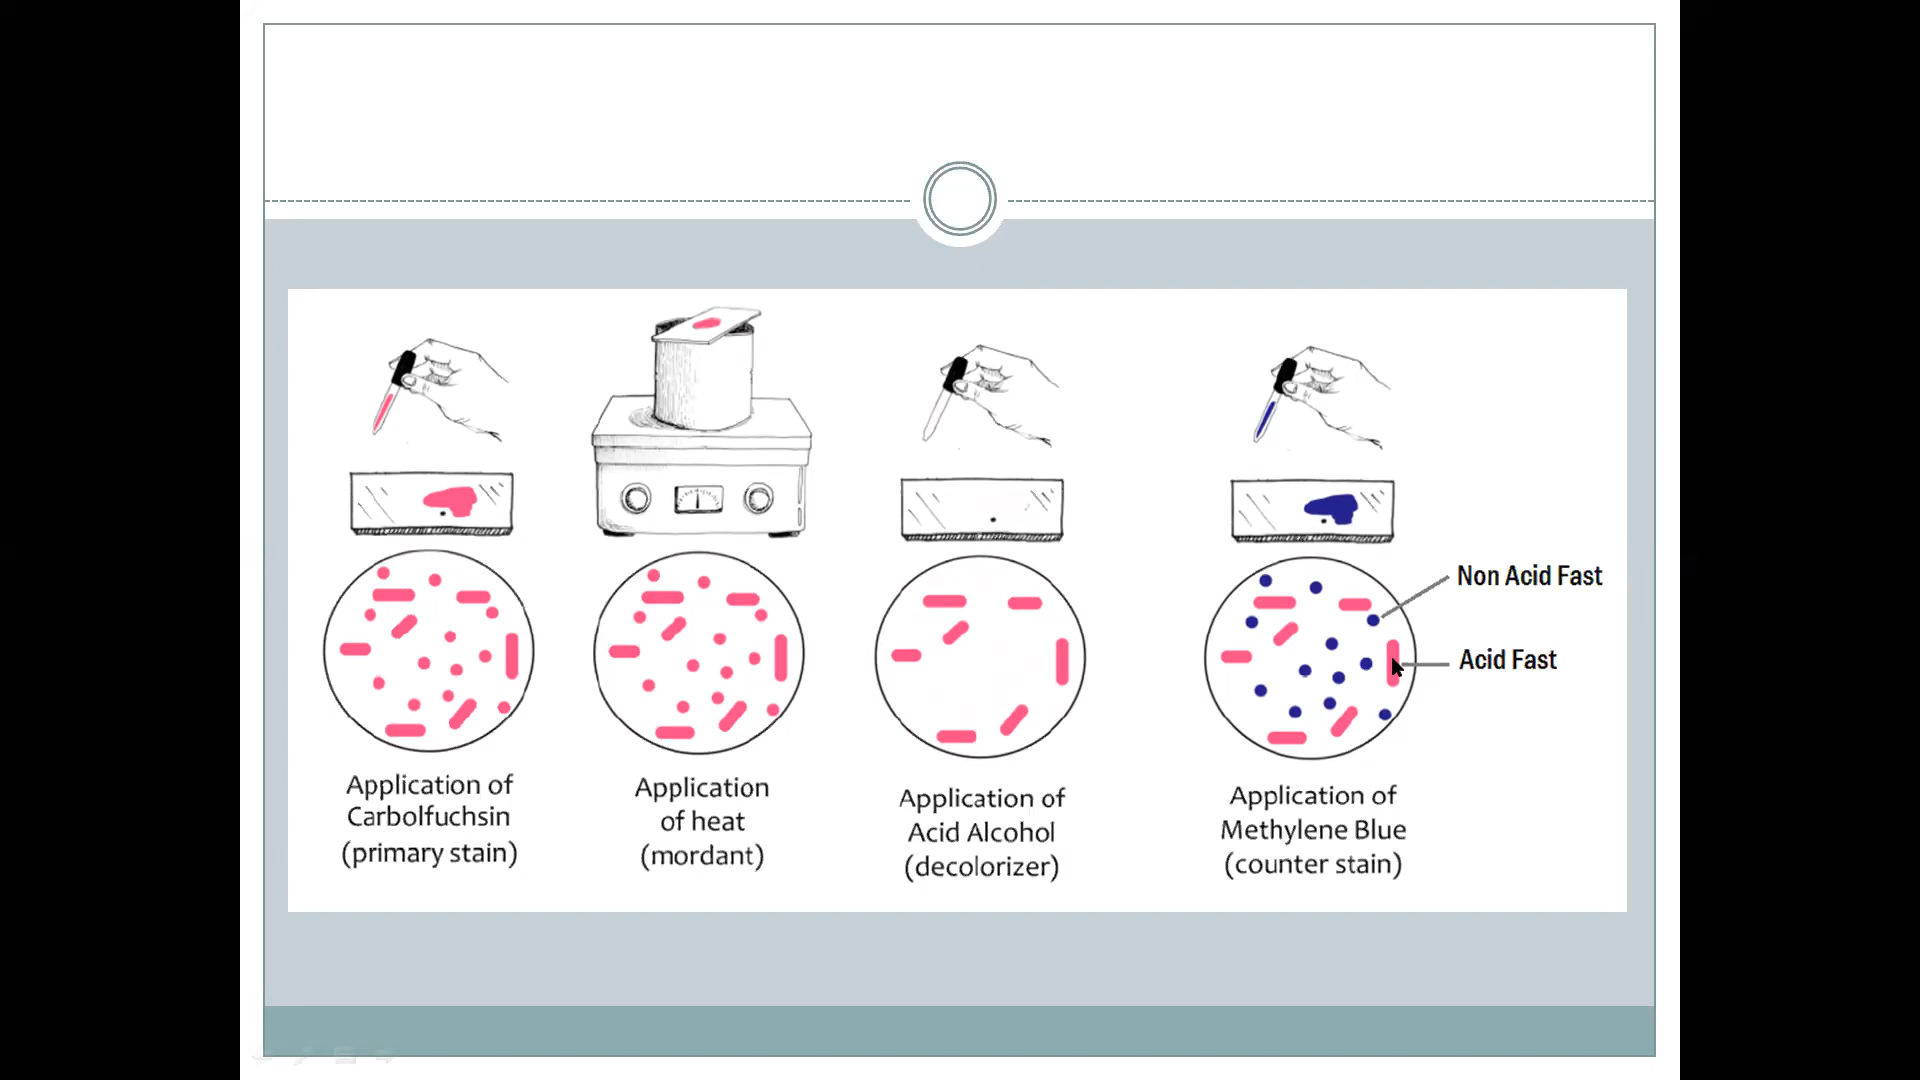 Non Acid Fast
Acid Fast
Application of
Carbolfuchsin
(primary stain)
Application
of heat
(mordant)
Application of
Acid Alcohol
(decolorizer)
Application of
Methylene Blue
(counter stain)